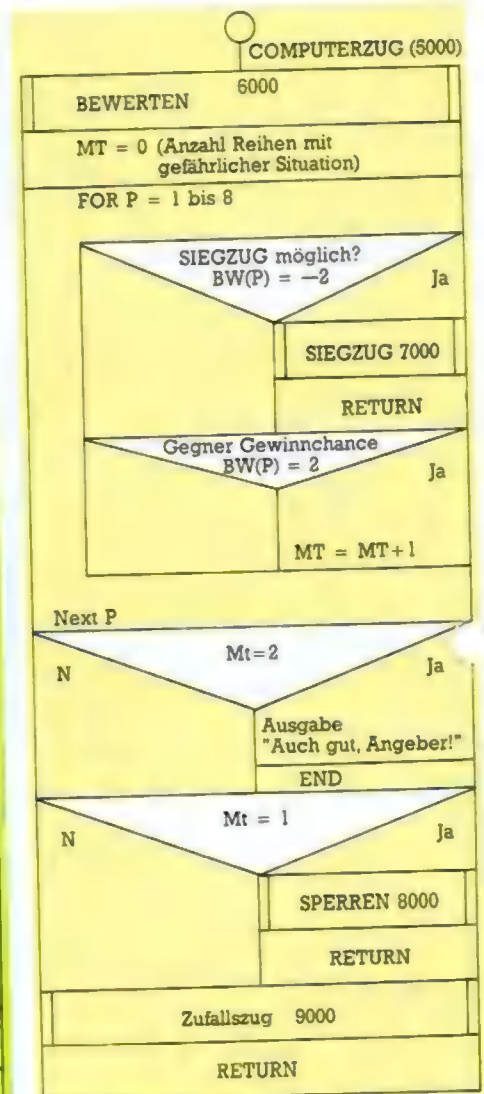 COMPUTERZUG (5000)
6000
BEWERTEN
MT = 0 (Anzahl Reihen mit
gefährlicher Situation)
FOR P = 1 bis 8
SIEGZUG möglich?
BW(P) = —2
Ja
SIEGZUG 7000
RETURN
Gegner Gewinnchance
BW(P) = 2
Ja
MT = MT+1
Next P
Mt=2
N
Ja
Ausgabe
"Auch gut, Angeber!"
END
Mt = 1
N
Ja
SPERREN 8000
RETURN
Zufallszug 9000
RETURN